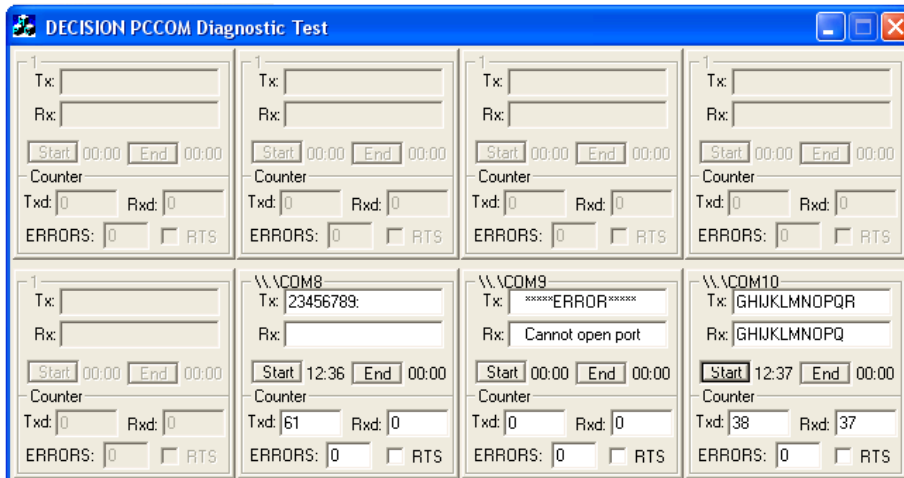 DECISION PCCOM Diagnostic Test
1
Tx:
Rx:
Start 00:00 End 00:00
Counter
Txd: 0 Rxd: 0
ERRORS: 0 RTS
1
Tx:
Rx:
Start 00:00 End 00:00
Counter
Txd: 0 Rxd: 0
ERRORS: 0 RTS
1
Tx:
Rx:
Start 00:00 End 00:00
Counter
Txd: 0 Rxd: 0
ERRORS: 0 RTS
1
Tx:
Rx:
Start 00:00 End 00:00
Counter
Txd: 0 Rxd: 0
ERRORS: 0 RTS
1
Tx:
Rx:
Start 00:00 End 00:00
Counter
Txd: 0 Rxd: 0
ERRORS: 0 RTS
\\.\COM8
Tx: 23456789:
Rx:
Start 12:36 End 00:00
Counter
Txd: 61 Rxd: 0
ERRORS: 0 RTS
\\.\COM9
Tx: *****ERROR*****
Rx: Cannot open port
Start 00:00 End 00:00
Counter
Txd: 0 Rxd: 0
ERRORS: 0 RTS
\\.\COM10
Tx: GHIJKLMNOPQR
Rx: GHIJKLMNOPQ
Start 12:37 End 00:00
Counter
Txd: 38 Rxd: 37
ERRORS: 0 RTS